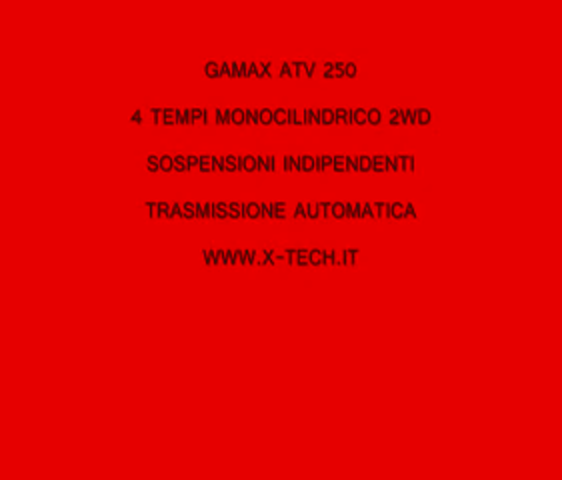 GAMAX ATV 250
4 TEMPI MONOCILINDRICO 2WD
SOSPENSIONI INDIPENDENTI
TRASMISSIONE AUTOMATICA
WWW.X-TECH.IT